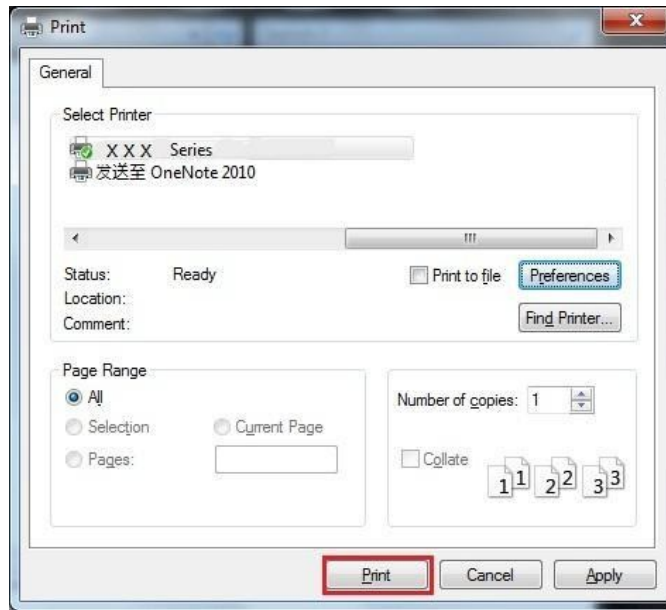 Print
General
Select Printer
X X X Series
发送至 OneNote 2010
Status: Ready
Print to file
Preferences
Location:
Comment:
Find Printer...
Page Range
All
Selection
Current Page
Pages:
Number of copies: 1
Collate
1 1 2 2 3 3
Print
Cancel
Apply